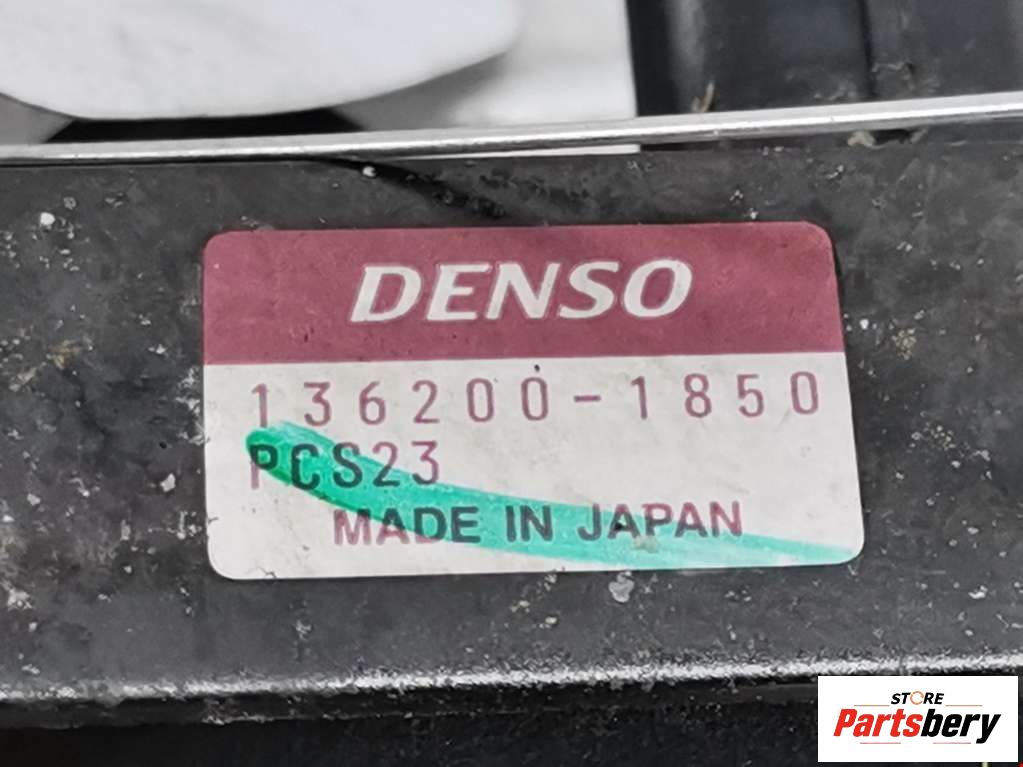 DENSO
136200-1850
PCS23
MADE IN JAPAN
STORE
Partsbery